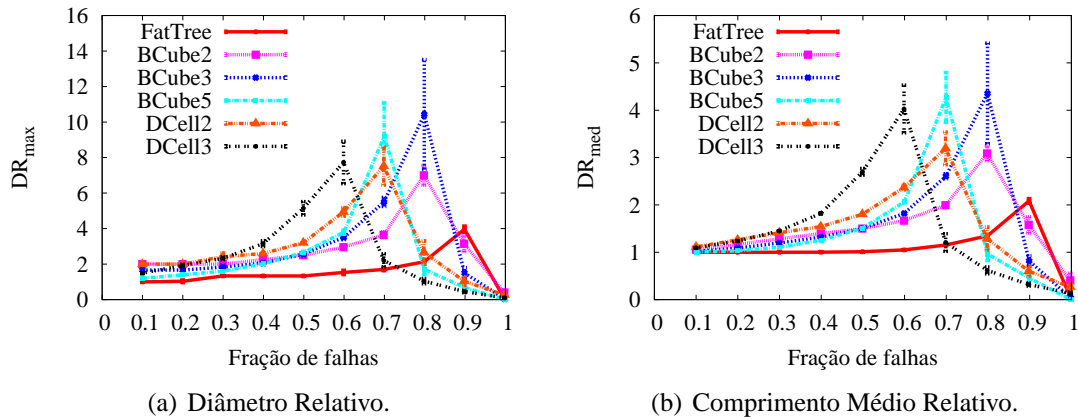 16
14
12
10
8
6
4
2
0
DR_max
FatTree
BCube2
BCube3
BCube5
DCell2
DCell3
0 0.1 0.2 0.3 0.4 0.5 0.6 0.7 0.8 0.9 1
Fração de falhas
(a) Diâmetro Relativo.
6
5
4
3
2
1
0
DR_med
FatTree
BCube2
BCube3
BCube5
DCell2
DCell3
0 0.1 0.2 0.3 0.4 0.5 0.6 0.7 0.8 0.9 1
Fração de falhas
(b) Comprimento Médio Relativo.